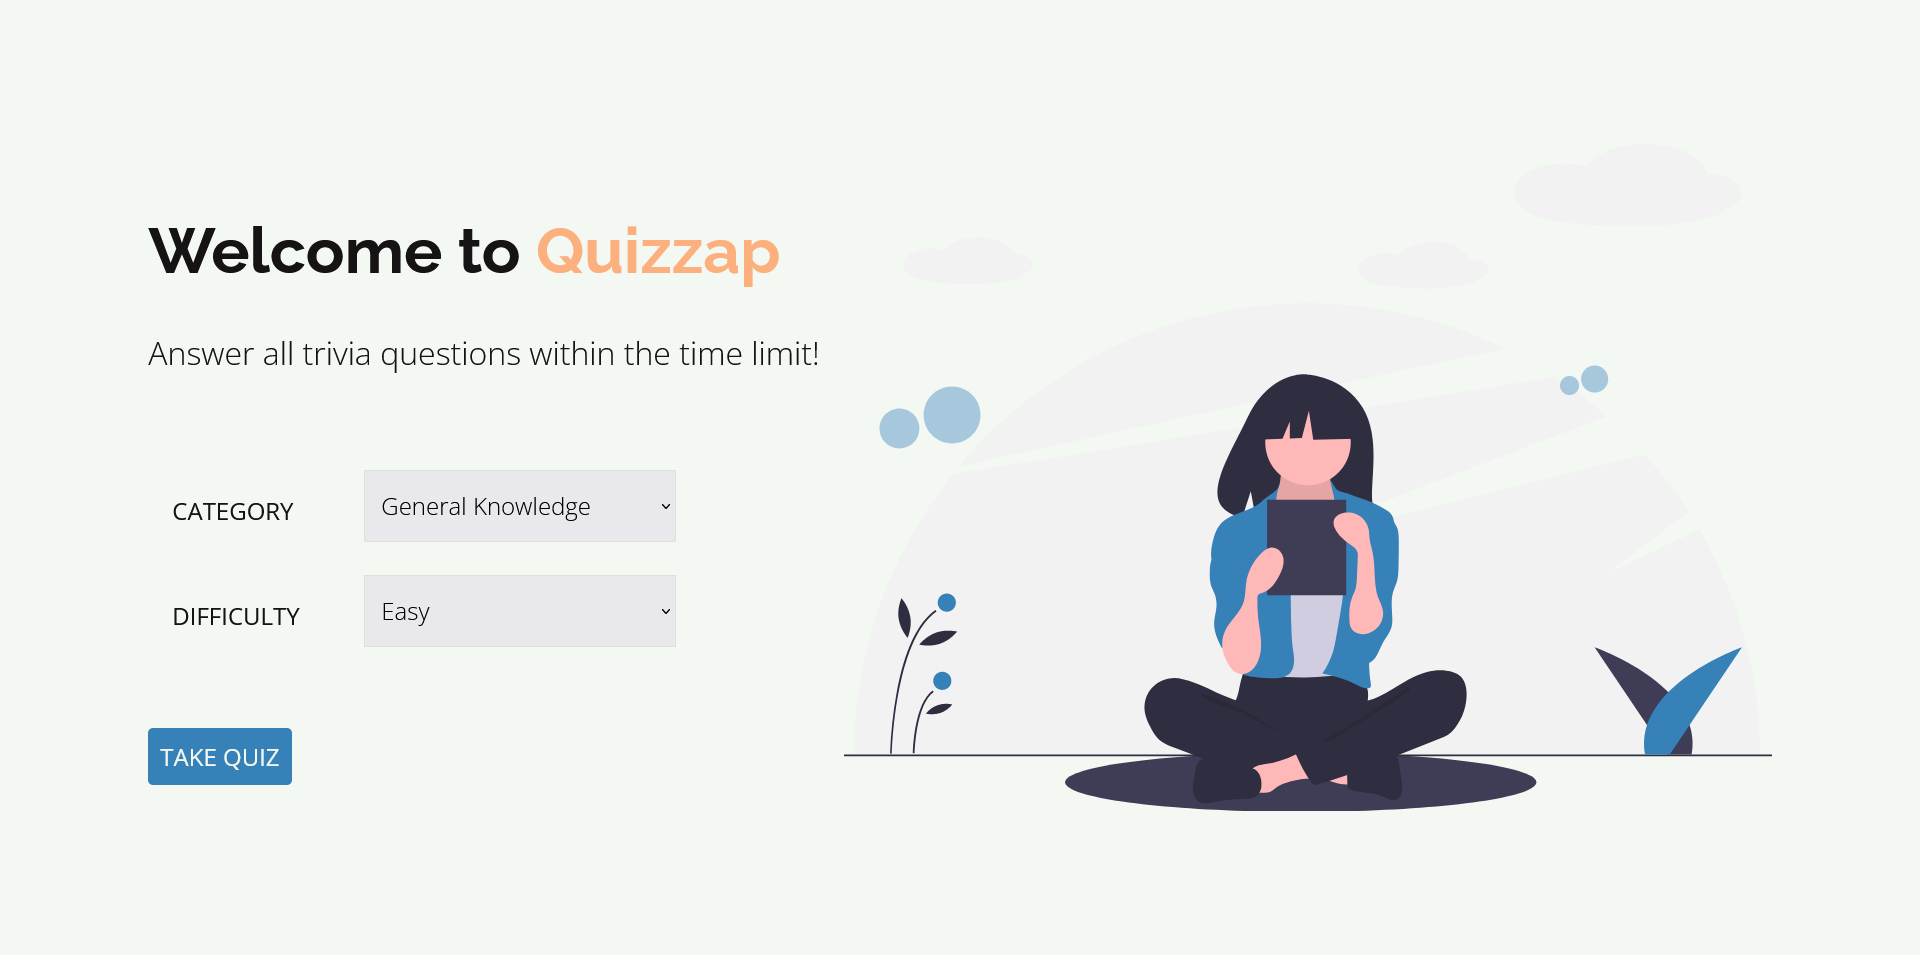 Welcome to Quizzap
Answer all trivia questions within the time limit!
CATEGORY
General Knowledge
DIFFICULTY
Easy
TAKE QUIZ